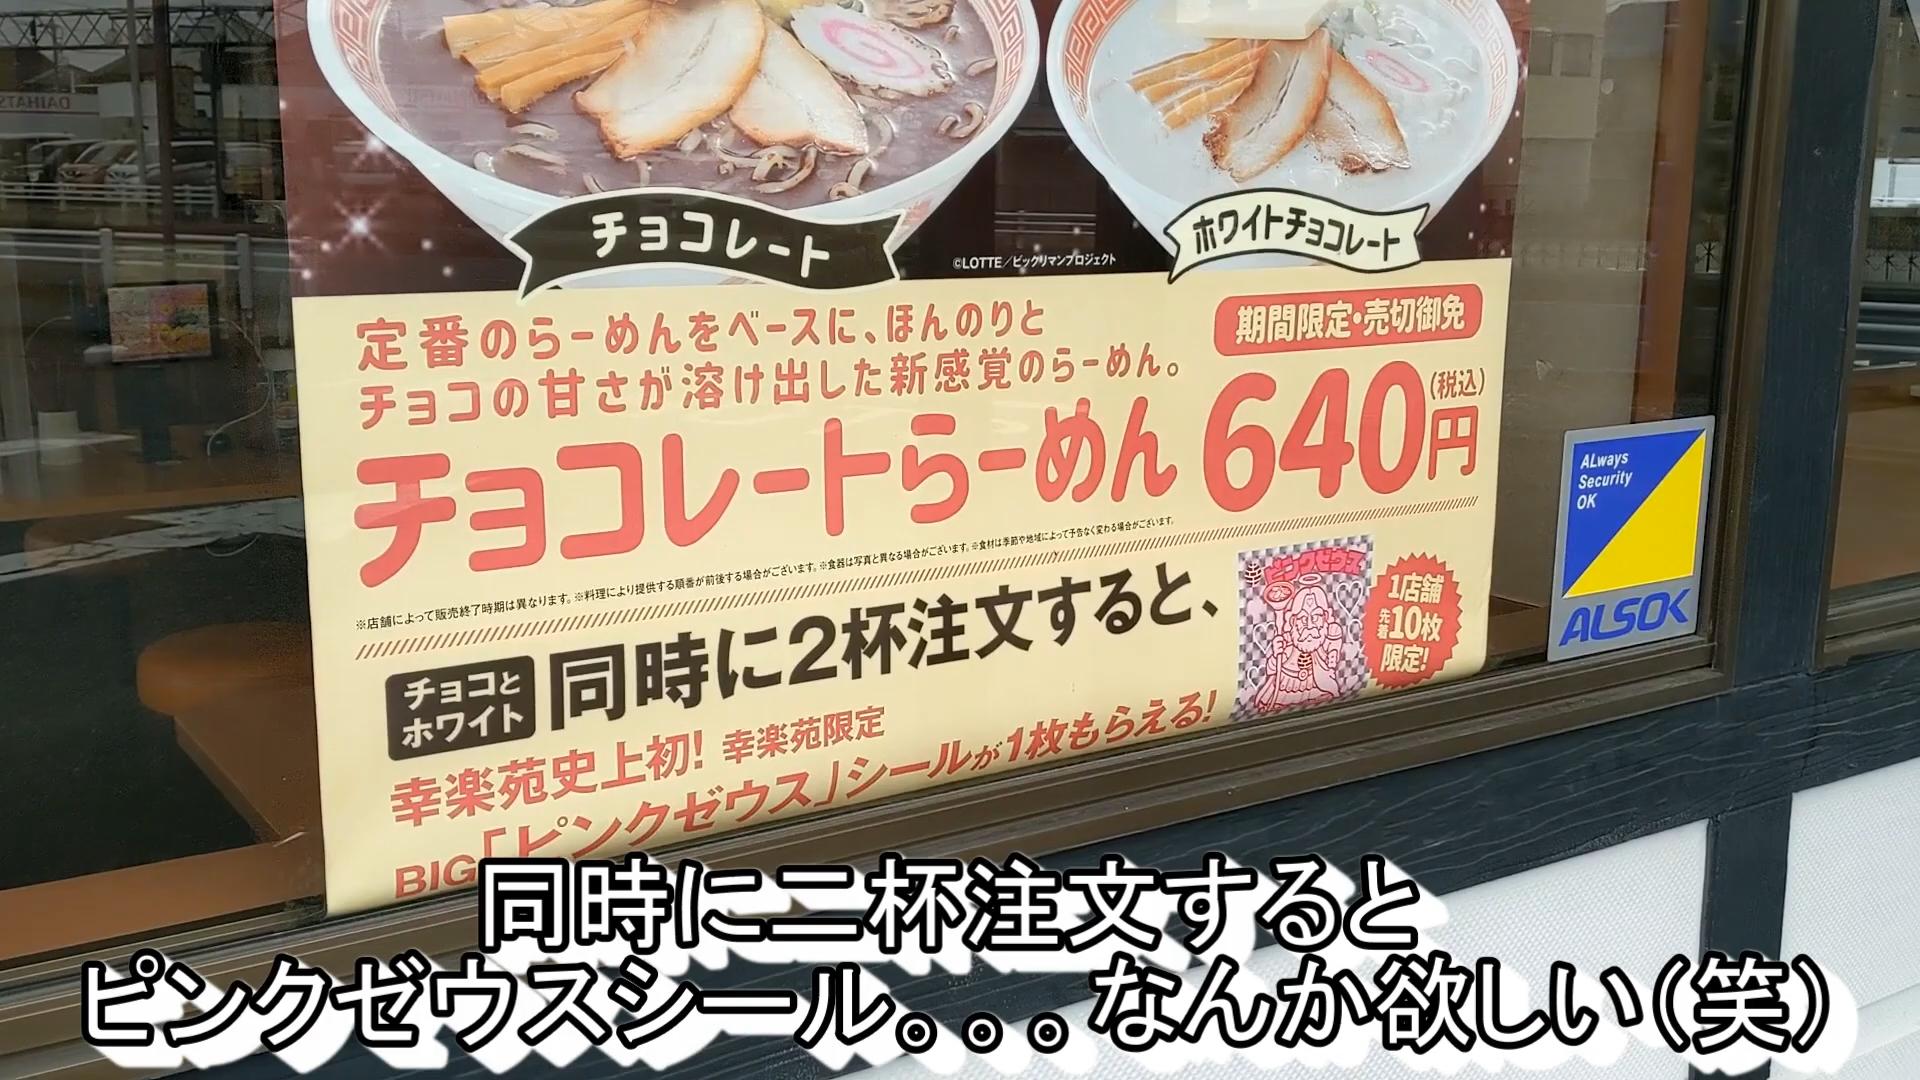 チョコレート
ホワイトチョコレート
©LOTTE/ビックリマンプロジェクト
定番のらーめんをベースに、ほんのりと
チョコの甘さが溶け出した新感覚のらーめん。
期間限定・売切御免
チョコレートらーめん 640円(税込)
※店舗によって販売終了時期は異なります。※料理により提供する順番が前後する場合がございます。※食器は写真と異なる場合がございます。※食材は季節や地域によって予告なく変わる場合がございます。
チョコと
ホワイト
同時に2杯注文すると、
ピンクゼウス
1店舗
先着10枚
限定!
幸楽苑史上初! 幸楽苑限定
BIG「ピンクゼウス」シールが1枚もらえる!
ALways
Security
OK
ALSOK
DAIHATSU
同時に二杯注文すると
ピンクゼウスシール。。。なんか欲しい(笑)